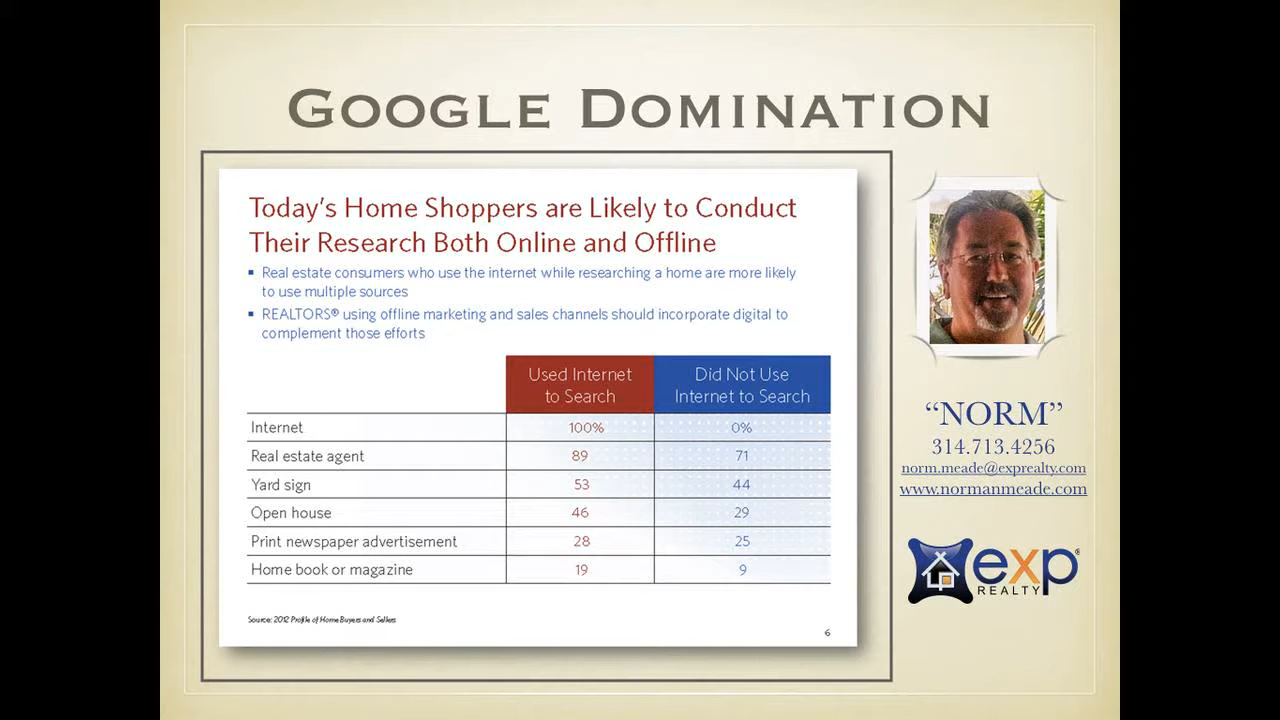 GOOGLE DOMINATION
Today's Home Shoppers are Likely to Conduct
Their Research Both Online and Offline
▪ Real estate consumers who use the internet while researching a home are more likely
to use multiple sources
▪ REALTORS® using offline marketing and sales channels should incorporate digital to
complement those efforts
Used Internet to Search Did Not Use Internet to Search
Internet 100% 0%
Real estate agent 89 71
Yard sign 53 44
Open house 46 29
Print newspaper advertisement 28 25
Home book or magazine 19 9
Source: 2012 Profile of Home Buyers and Sellers
6
“NORM”
314.713.4256
norm.meade@exprealty.com
www.normanmeade.com
exp®
REALTY